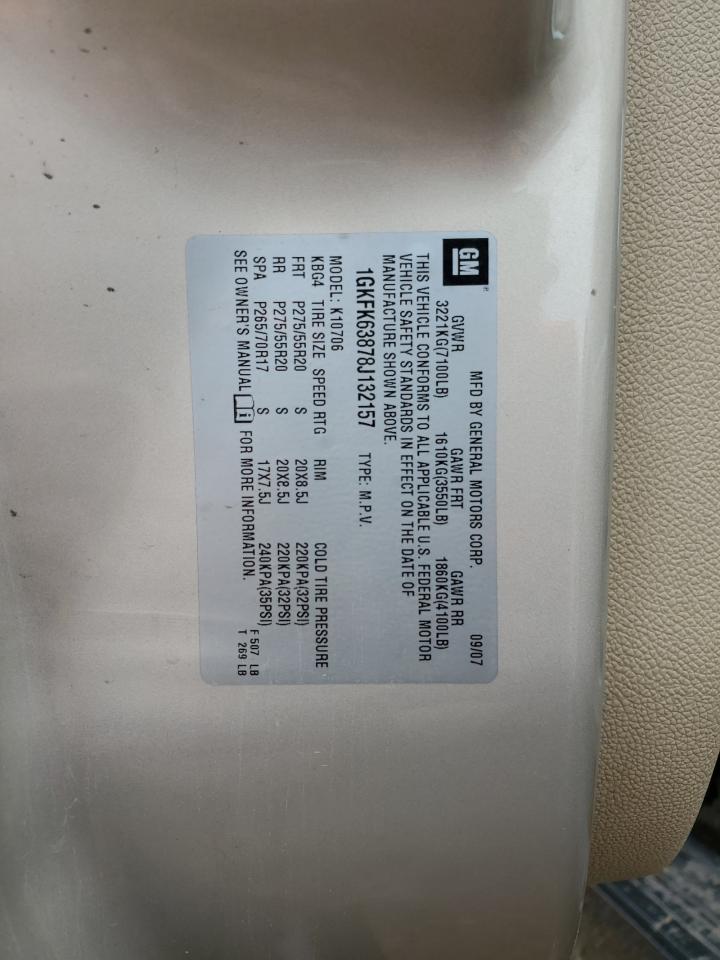 GM®
MFD BY GENERAL MOTORS CORP. 09/07
GVWR GAWR FRT GAWR RR
3221KG(7100LB) 1610KG(3550LB) 1860KG(4100LB)
THIS VEHICLE CONFORMS TO ALL APPLICABLE U.S. FEDERAL MOTOR
VEHICLE SAFETY STANDARDS IN EFFECT ON THE DATE OF
MANUFACTURE SHOWN ABOVE.
1GKFK63878J132157 TYPE: M.P.V.
MODEL: K10706
KBG4 TIRE SIZE SPEED RTG RIM COLD TIRE PRESSURE
FRT P275/55R20 S 20X8.5J 220KPA(32PSI)
RR P275/55R20 S 20X8.5J 220KPA(32PSI)
SPA P265/70R17 S 17X7.5J 240KPA(35PSI) F 507 LB
SEE OWNER'S MANUAL i FOR MORE INFORMATION. T 269 LB